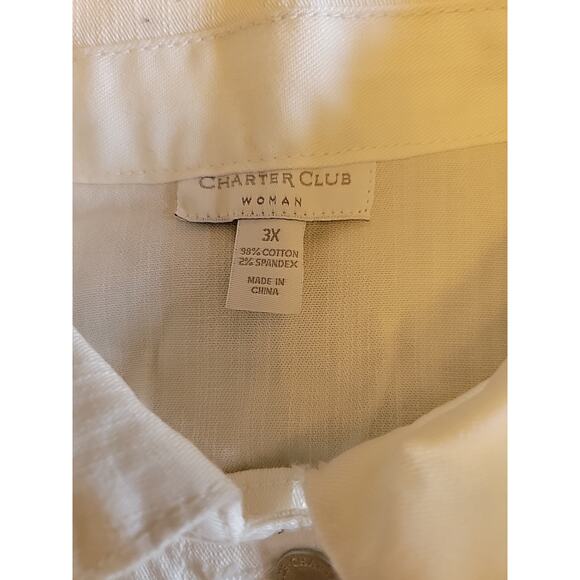 CHARTER CLUB
WOMAN
3X
98% COTTON
2% SPANDEX
MADE IN
CHINA